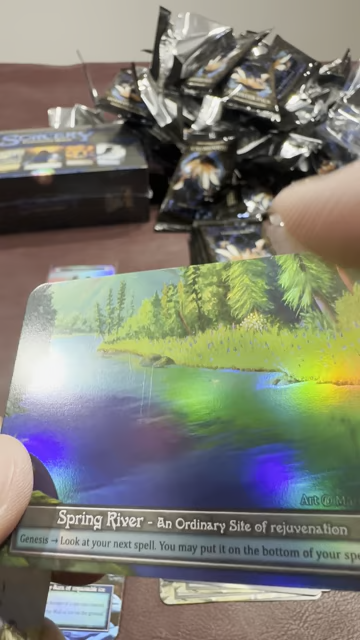 SORCERY
Art @ Ma
Spring River - An Ordinary Site of rejuvenation
Genesis → Look at your next spell. You may put it on the bottom of your spe